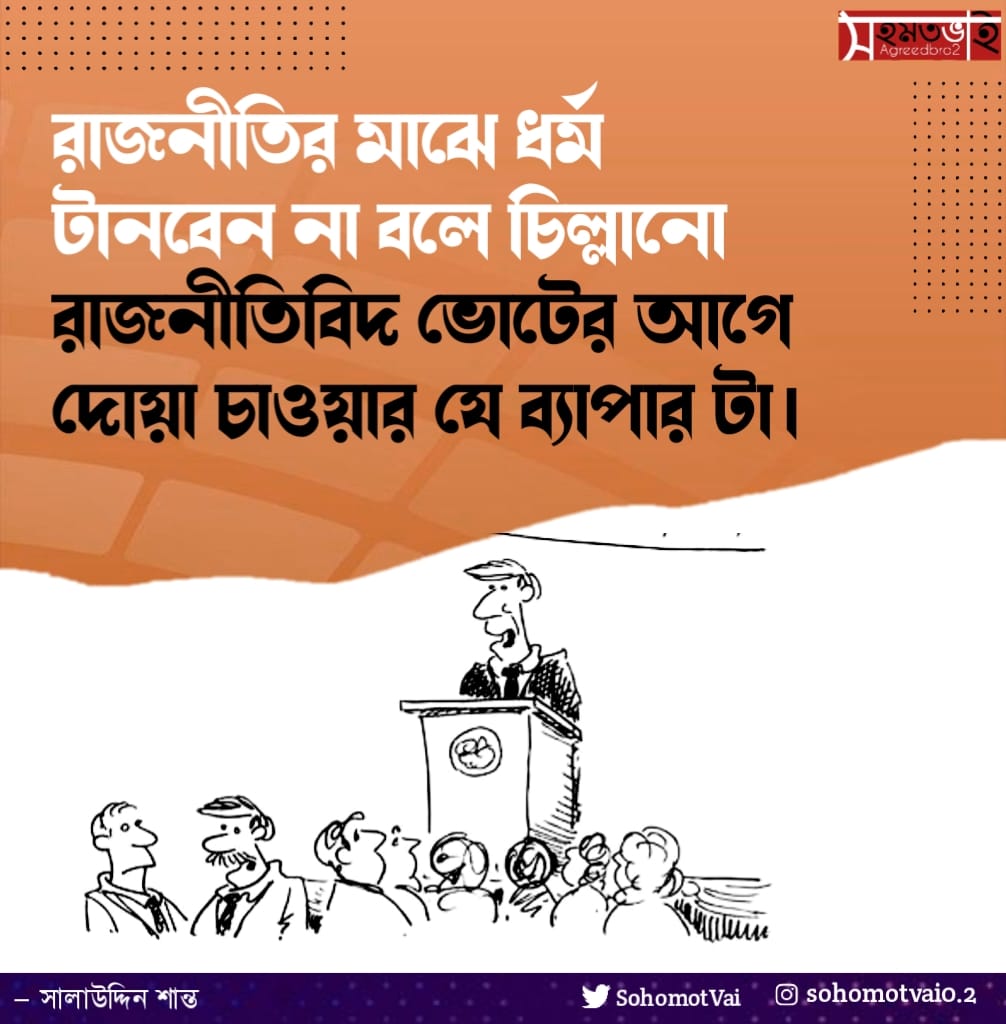 সহমতভাই
Agreedbro2
রাজনীতির মাঝে ধর্ম
টানবেন না বলে চিল্লানো
রাজনীতিবিদ ভোটের আগে
দোয়া চাওয়ার যে ব্যাপার টা।
– সালাউদ্দিন শান্ত
SohomotVai
sohomotvai0.2